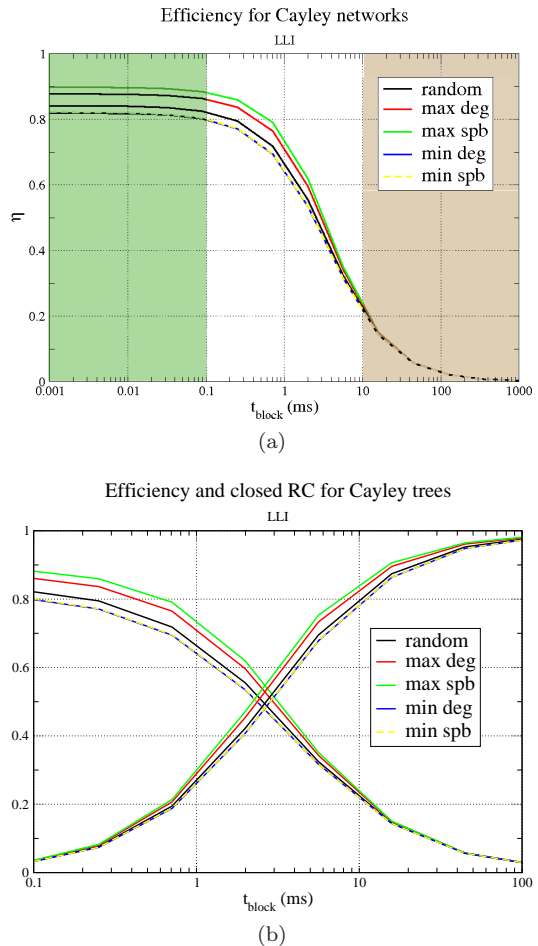 Efficiency for Cayley networks
LLI
1
0.8
0.6
0.4
0.2
0
η
random
max deg
max spb
min deg
min spb
0.001
0.01
0.1
1
10
100
1000
t_block (ms)
(a)
Efficiency and closed RC for Cayley trees
LLI
1
0.8
0.6
0.4
0.2
0
random
max deg
max spb
min deg
min spb
0.1
1
10
100
t_block (ms)
(b)